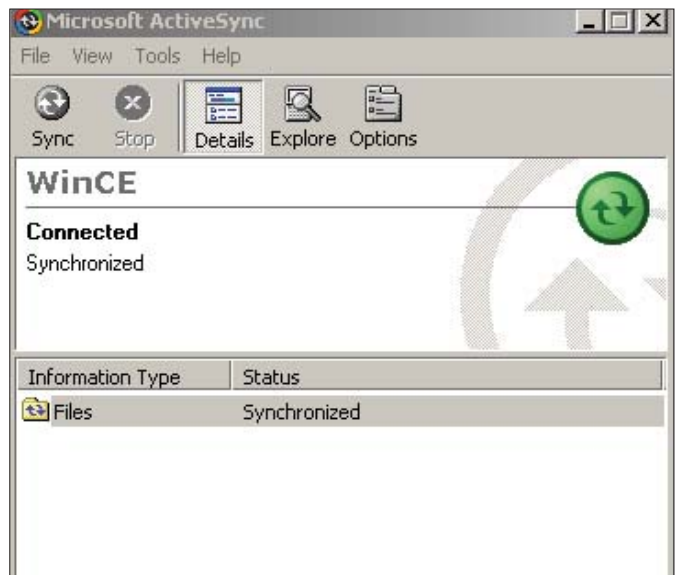 Microsoft ActiveSync
File View Tools Help
Sync Stop Details Explore Options
WinCE
Connected
Synchronized
Information Type Status
Files Synchronized